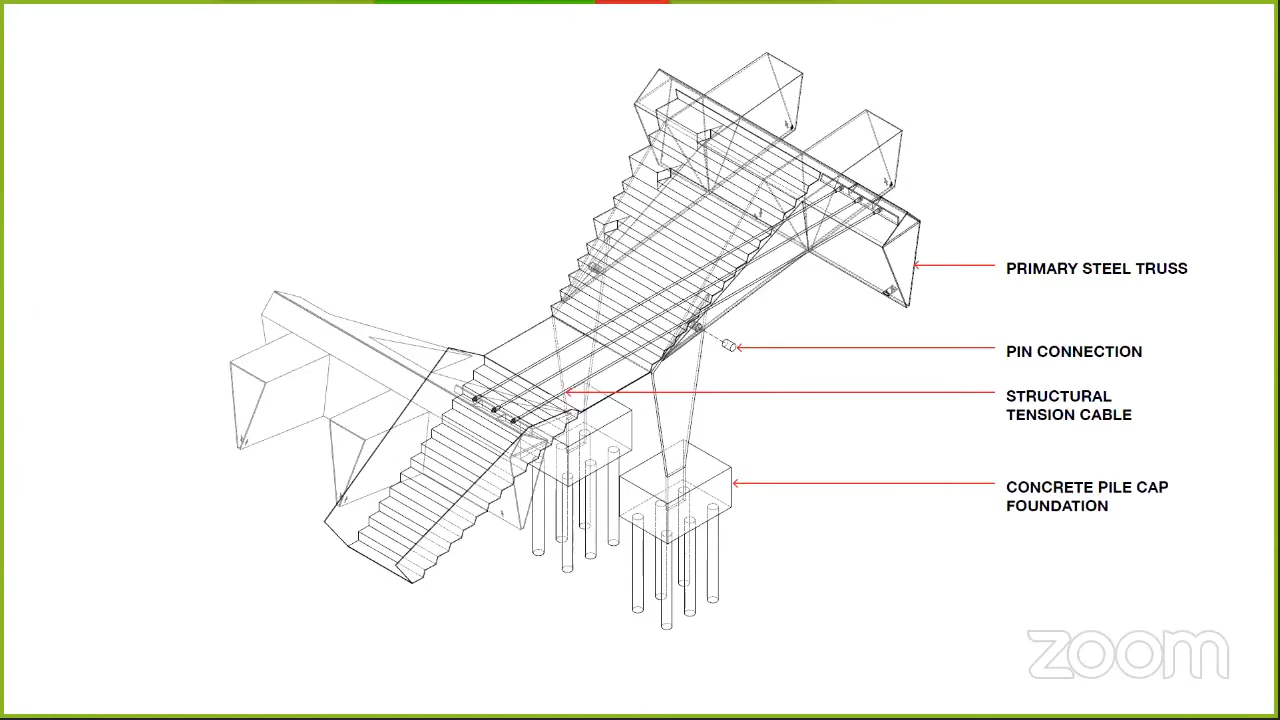 PRIMARY STEEL TRUSS
PIN CONNECTION
STRUCTURAL
TENSION CABLE
CONCRETE PILE CAP
FOUNDATION
zoom